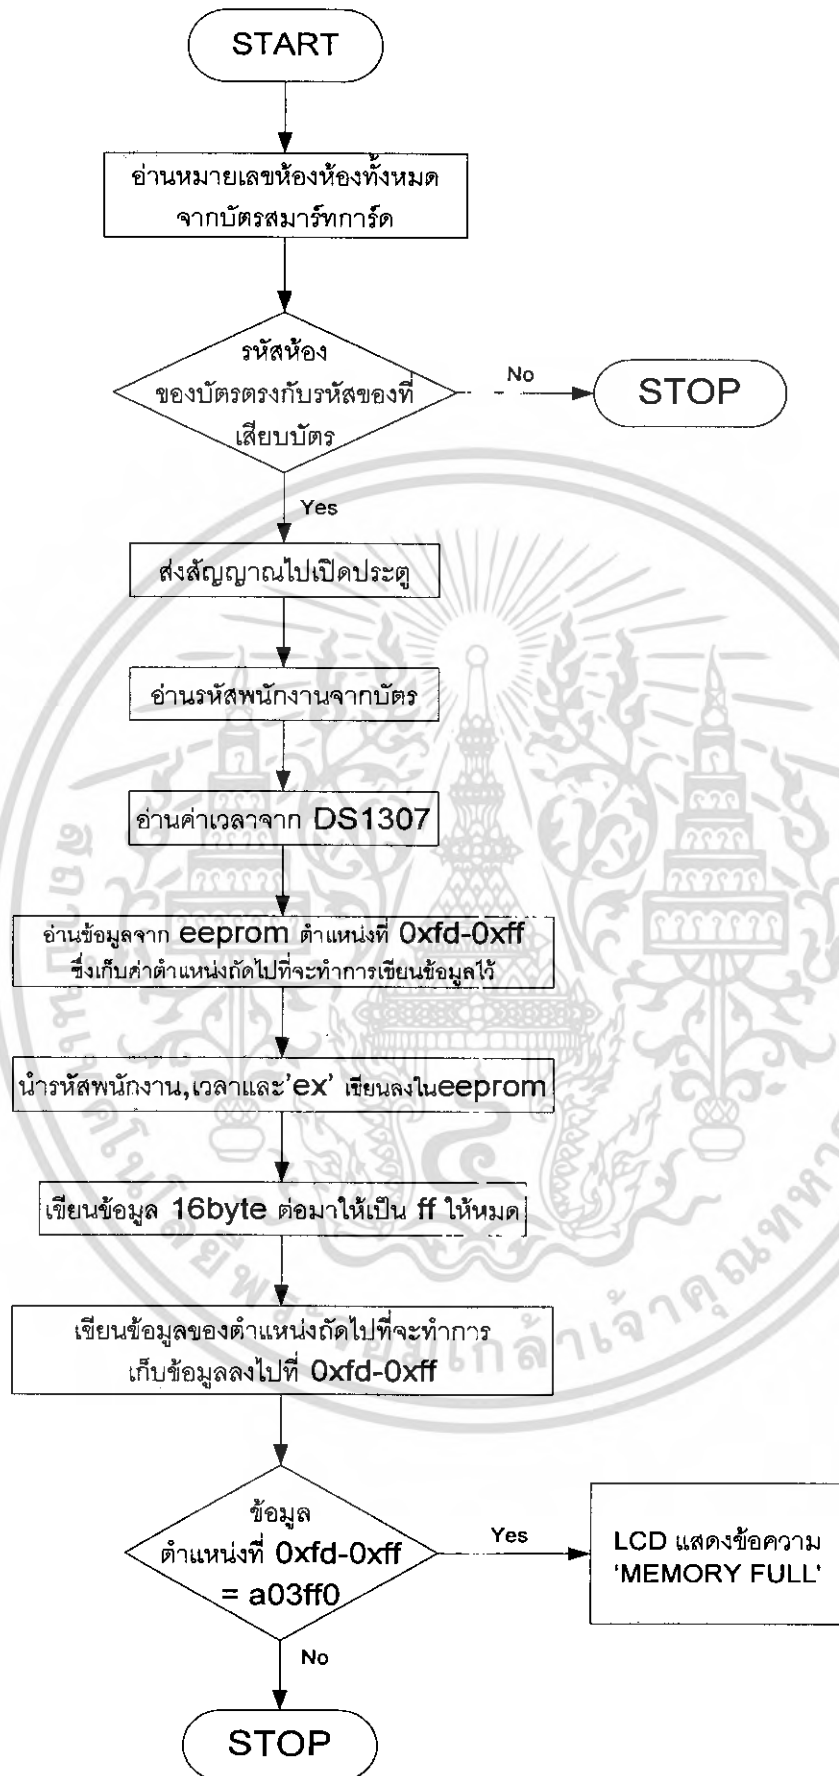 START
อ่านหมายเลขห้องห้องทั้งหมด
จากบัตรสมาร์ทการ์ด
รหัสห้อง
ของบัตรตรงกับรหัสของที่
เสียบบัตร
No
STOP
Yes
ส่งสัญญาณไปเปิดประตู
อ่านรหัสพนักงานจากบัตร
อ่านค่าเวลาจาก DS1307
อ่านข้อมูลจาก eeprom ตำแหน่งที่ 0xfd-0xff
ซึ่งเก็บค่าตำแหน่งถัดไปที่จะทำการเขียนข้อมูลไว้
นำรหัสพนักงาน,เวลาและ'ex' เขียนลงในeeprom
เขียนข้อมูล 16byte ต่อมาให้เป็น ff ให้หมด
เขียนข้อมูลของตำแหน่งถัดไปที่จะทำการ
เก็บข้อมูลลงไปที่ 0xfd-0xff
ข้อมูล
ตำแหน่งที่ 0xfd-0xff
= a03ff0
Yes
LCD แสดงข้อความ
'MEMORY FULL'
No
STOP